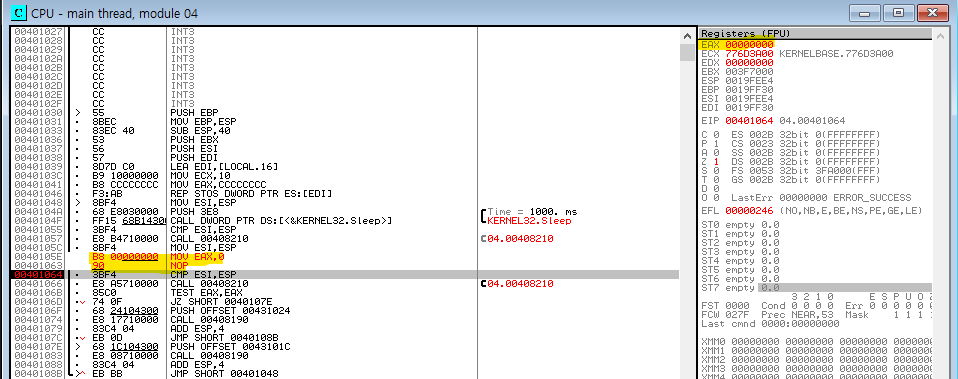 C CPU - main thread, module 04
00401027 CC INT3
00401028 CC INT3
00401029 CC INT3
0040102A CC INT3
0040102B CC INT3
0040102C CC INT3
0040102D CC INT3
0040102E CC INT3
0040102F CC INT3
00401030 > 55 PUSH EBP
00401031 . 8BEC MOV EBP,ESP
00401033 . 83EC 40 SUB ESP,40
00401036 . 53 PUSH EBX
00401037 . 56 PUSH ESI
00401038 . 57 PUSH EDI
00401039 . 8D7D C0 LEA EDI,[LOCAL.16]
0040103C . B9 10000000 MOV ECX,10
00401041 . B8 CCCCCCCC MOV EAX,CCCCCCCC
00401046 . F3:AB REP STOS DWORD PTR ES:[EDI]
00401048 > 8BF4 MOV ESI,ESP
0040104A . 68 E8030000 PUSH 3E8 Time = 1000. ms
0040104F . FF15 68B14300 CALL DWORD PTR DS:[<&KERNEL32.Sleep>] KERNEL32.Sleep
00401055 . 3BF4 CMP ESI,ESP
00401057 . E8 B4710000 CALL 00408210 04.00408210
0040105C . 8BF4 MOV ESI,ESP
0040105E B8 00000000 MOV EAX,0
00401063 90 NOP
00401064 . 3BF4 CMP ESI,ESP
00401066 . E8 A5710000 CALL 00408210 04.00408210
0040106B . 85C0 TEST EAX,EAX
0040106D . 74 0F JZ SHORT 0040107E
0040106F . 68 24104300 PUSH OFFSET 00431024
00401074 . E8 17710000 CALL 00408190
00401079 . 83C4 04 ADD ESP,4
0040107C . EB 0D JMP SHORT 0040108B
0040107E > 68 1C104300 PUSH OFFSET 0043101C
00401083 . E8 08710000 CALL 00408190
00401088 . 83C4 04 ADD ESP,4
0040108B > EB BB JMP SHORT 00401048
Registers (FPU)
EAX 00000000
ECX 776D3A00 KERNELBASE.776D3A00
EDX 00000000
EBX 003F7000
ESP 0019FEE4
EBP 0019FF30
ESI 0019FEE4
EDI 0019FF30
EIP 00401064 04.00401064
C 0 ES 002B 32bit 0(FFFFFFFF)
P 1 CS 0023 32bit 0(FFFFFFFF)
A 0 SS 002B 32bit 0(FFFFFFFF)
Z 1 DS 002B 32bit 0(FFFFFFFF)
S 0 FS 0053 32bit 3FA000(FFF)
T 0 GS 002B 32bit 0(FFFFFFFF)
D 0
O 0 LastErr 00000000 ERROR_SUCCESS
EFL 00000246 (NO,NB,E,BE,NS,PE,GE,LE)
ST0 empty 0.0
ST1 empty 0.0
ST2 empty 0.0
ST3 empty 0.0
ST4 empty 0.0
ST5 empty 0.0
ST6 empty 0.0
ST7 empty 0.0
3 2 1 0 E S P U O Z
FST 0000 Cond 0 0 0 0 Err 0 0 0 0 0 0
FCW 027F Prec NEAR,53 Mask 1 1 1 1
Last cmnd 0000:00000000
XMM0 00000000 00000000 00000000 0000
XMM1 00000000 00000000 00000000 0000
XMM2 00000000 00000000 00000000 0000
XMM3 00000000 00000000 00000000 0000